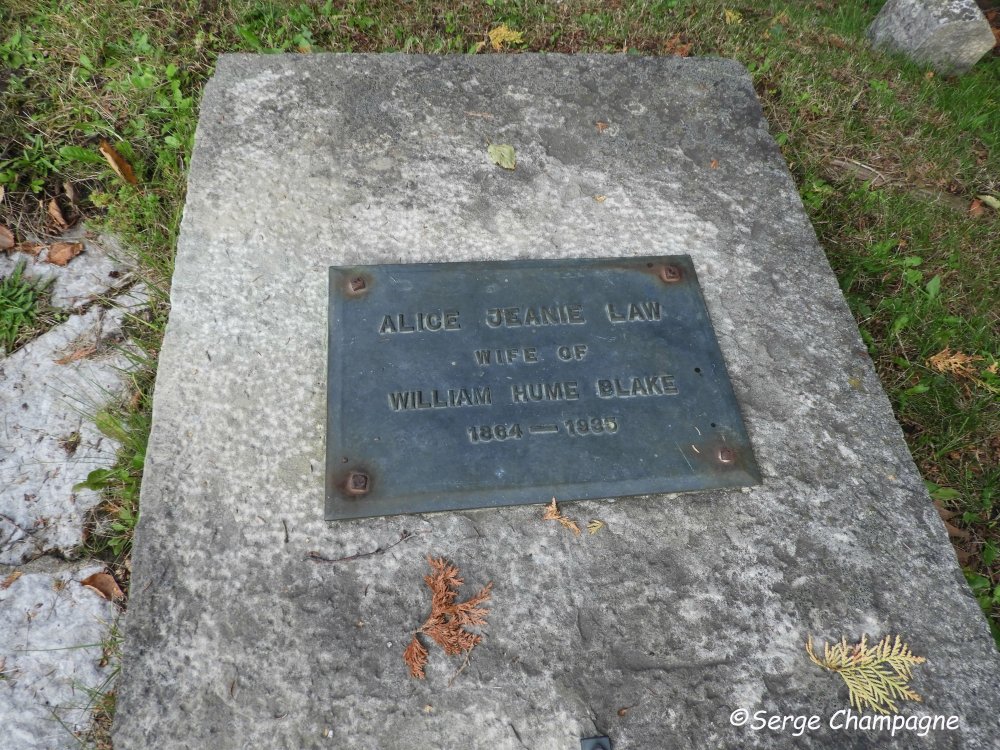 ALICE JEANIE LAW
WIFE OF
WILLIAM HUME BLAKE
1864 — 1935
©Serge Champagne